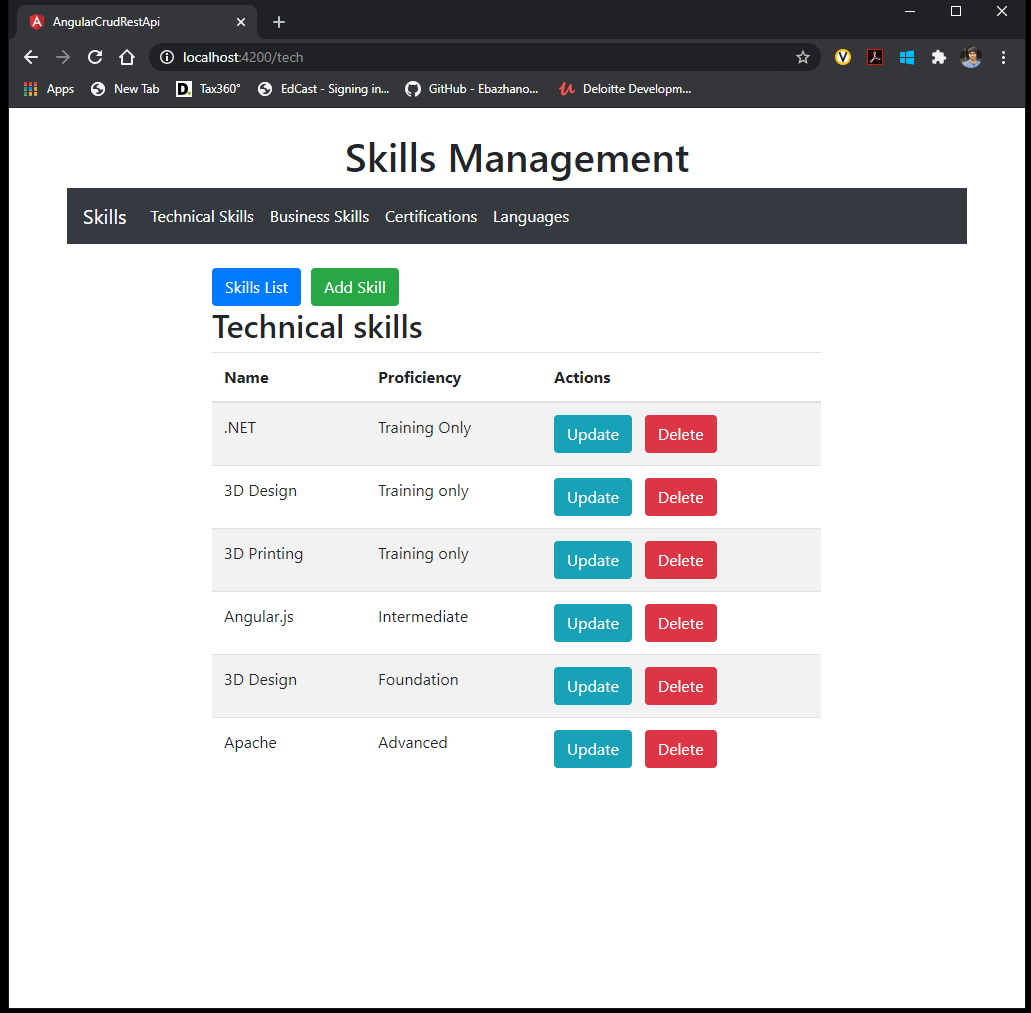 AngularCrudRestApi
localhost:4200/tech
Apps New Tab Tax360° EdCast - Signing in... GitHub - Ebazhano... Deloitte Developm...
Skills Management
Skills Technical Skills Business Skills Certifications Languages
Skills List Add Skill
Technical skills
Name Proficiency Actions
.NET Training Only Update Delete
3D Design Training only Update Delete
3D Printing Training only Update Delete
Angular.js Intermediate Update Delete
3D Design Foundation Update Delete
Apache Advanced Update Delete